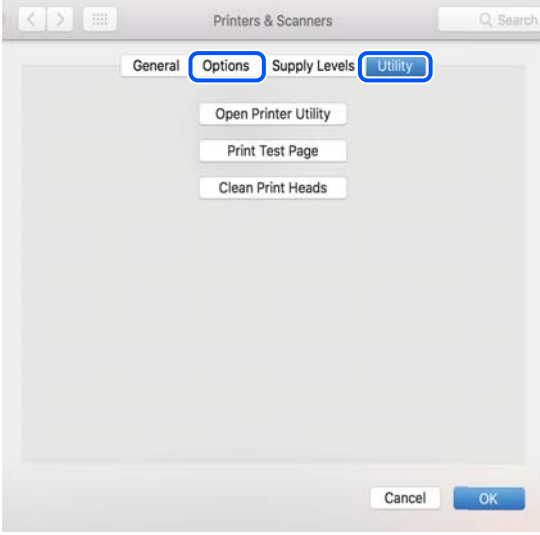 Printers & Scanners Search
General Options Supply Levels Utility
Open Printer Utility
Print Test Page
Clean Print Heads
Cancel OK